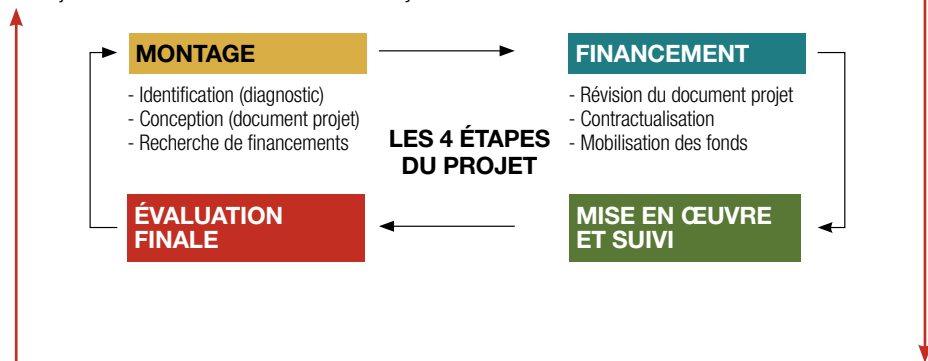 MONTAGE
- Identification (diagnostic)
- Conception (document projet)
- Recherche de financements
FINANCEMENT
- Révision du document projet
- Contractualisation
- Mobilisation des fonds
LES 4 ÉTAPES
DU PROJET
ÉVALUATION
FINALE
MISE EN ŒUVRE
ET SUIVI